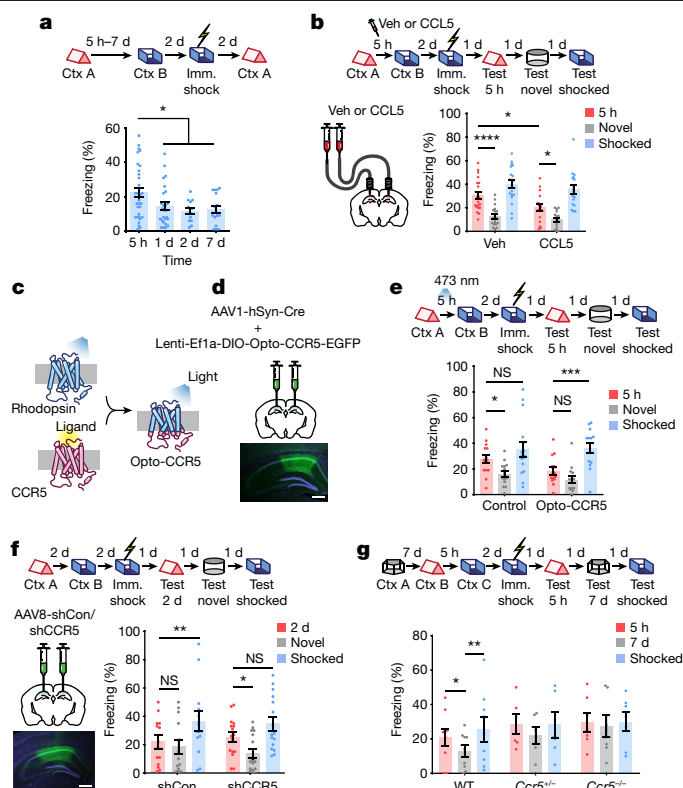 a
5 h–7 d 2 d 2 d
Ctx A Ctx B Imm. shock Ctx A
*
Freezing (%)
60
40
20
0
5 h 1 d 2 d 7 d
Time
b
Veh or CCL5
5 h 2 d 1 d 1 d 1 d
Ctx A Ctx B Imm. shock Test 5 h Test novel Test shocked
Veh or CCL5
Freezing (%)
100
80
60
40
20
0
*
**** *
5 h
Novel
Shocked
Veh CCL5
c
Rhodopsin
Ligand
CCR5
Light
Opto-CCR5
d
AAV1-hSyn-Cre
+
Lenti-Ef1a-DIO-Opto-CCR5-EGFP
e
473 nm
5 h 2 d 1 d 1 d 1 d
Ctx A Ctx B Imm. shock Test 5 h Test novel Test shocked
Freezing (%)
100
80
60
40
20
0
NS ***
* NS
5 h
Novel
Shocked
Control Opto-CCR5
f
2 d 2 d 1 d 1 d 1 d
Ctx A Ctx B Imm. shock Test 2 d Test novel Test shocked
AAV8-shCon/
shCCR5
Freezing (%)
100
80
60
40
20
0
** NS
NS *
2 d
Novel
Shocked
shCon shCCR5
g
7 d 5 h 2 d 1 d 1 d 1 d
Ctx A Ctx B Ctx C Imm. shock Test 5 h Test 7 d Test shocked
Freezing (%)
80
60
40
20
0
* **
5 h
7 d
Shocked
WT Ccr5+/− Ccr5−/−